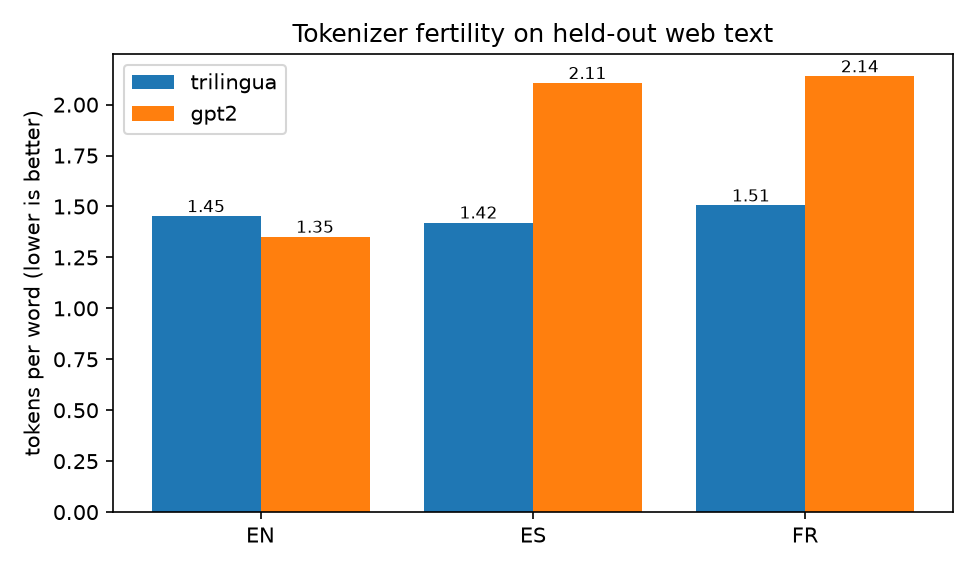 Tokenizer fertility on held-out web text
trilingua
gpt2
tokens per word (lower is better)
2.00
1.75
1.50
1.25
1.00
0.75
0.50
0.25
0.00
1.45
1.35
1.42
2.11
1.51
2.14
EN
ES
FR